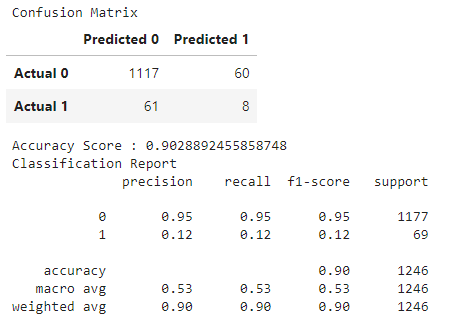 Confusion Matrix
Predicted 0 Predicted 1
Actual 0 1117 60
Actual 1 61 8
Accuracy Score : 0.9028892455858748
Classification Report
precision recall f1-score support
0 0.95 0.95 0.95 1177
1 0.12 0.12 0.12 69
accuracy 0.90 1246
macro avg 0.53 0.53 0.53 1246
weighted avg 0.90 0.90 0.90 1246